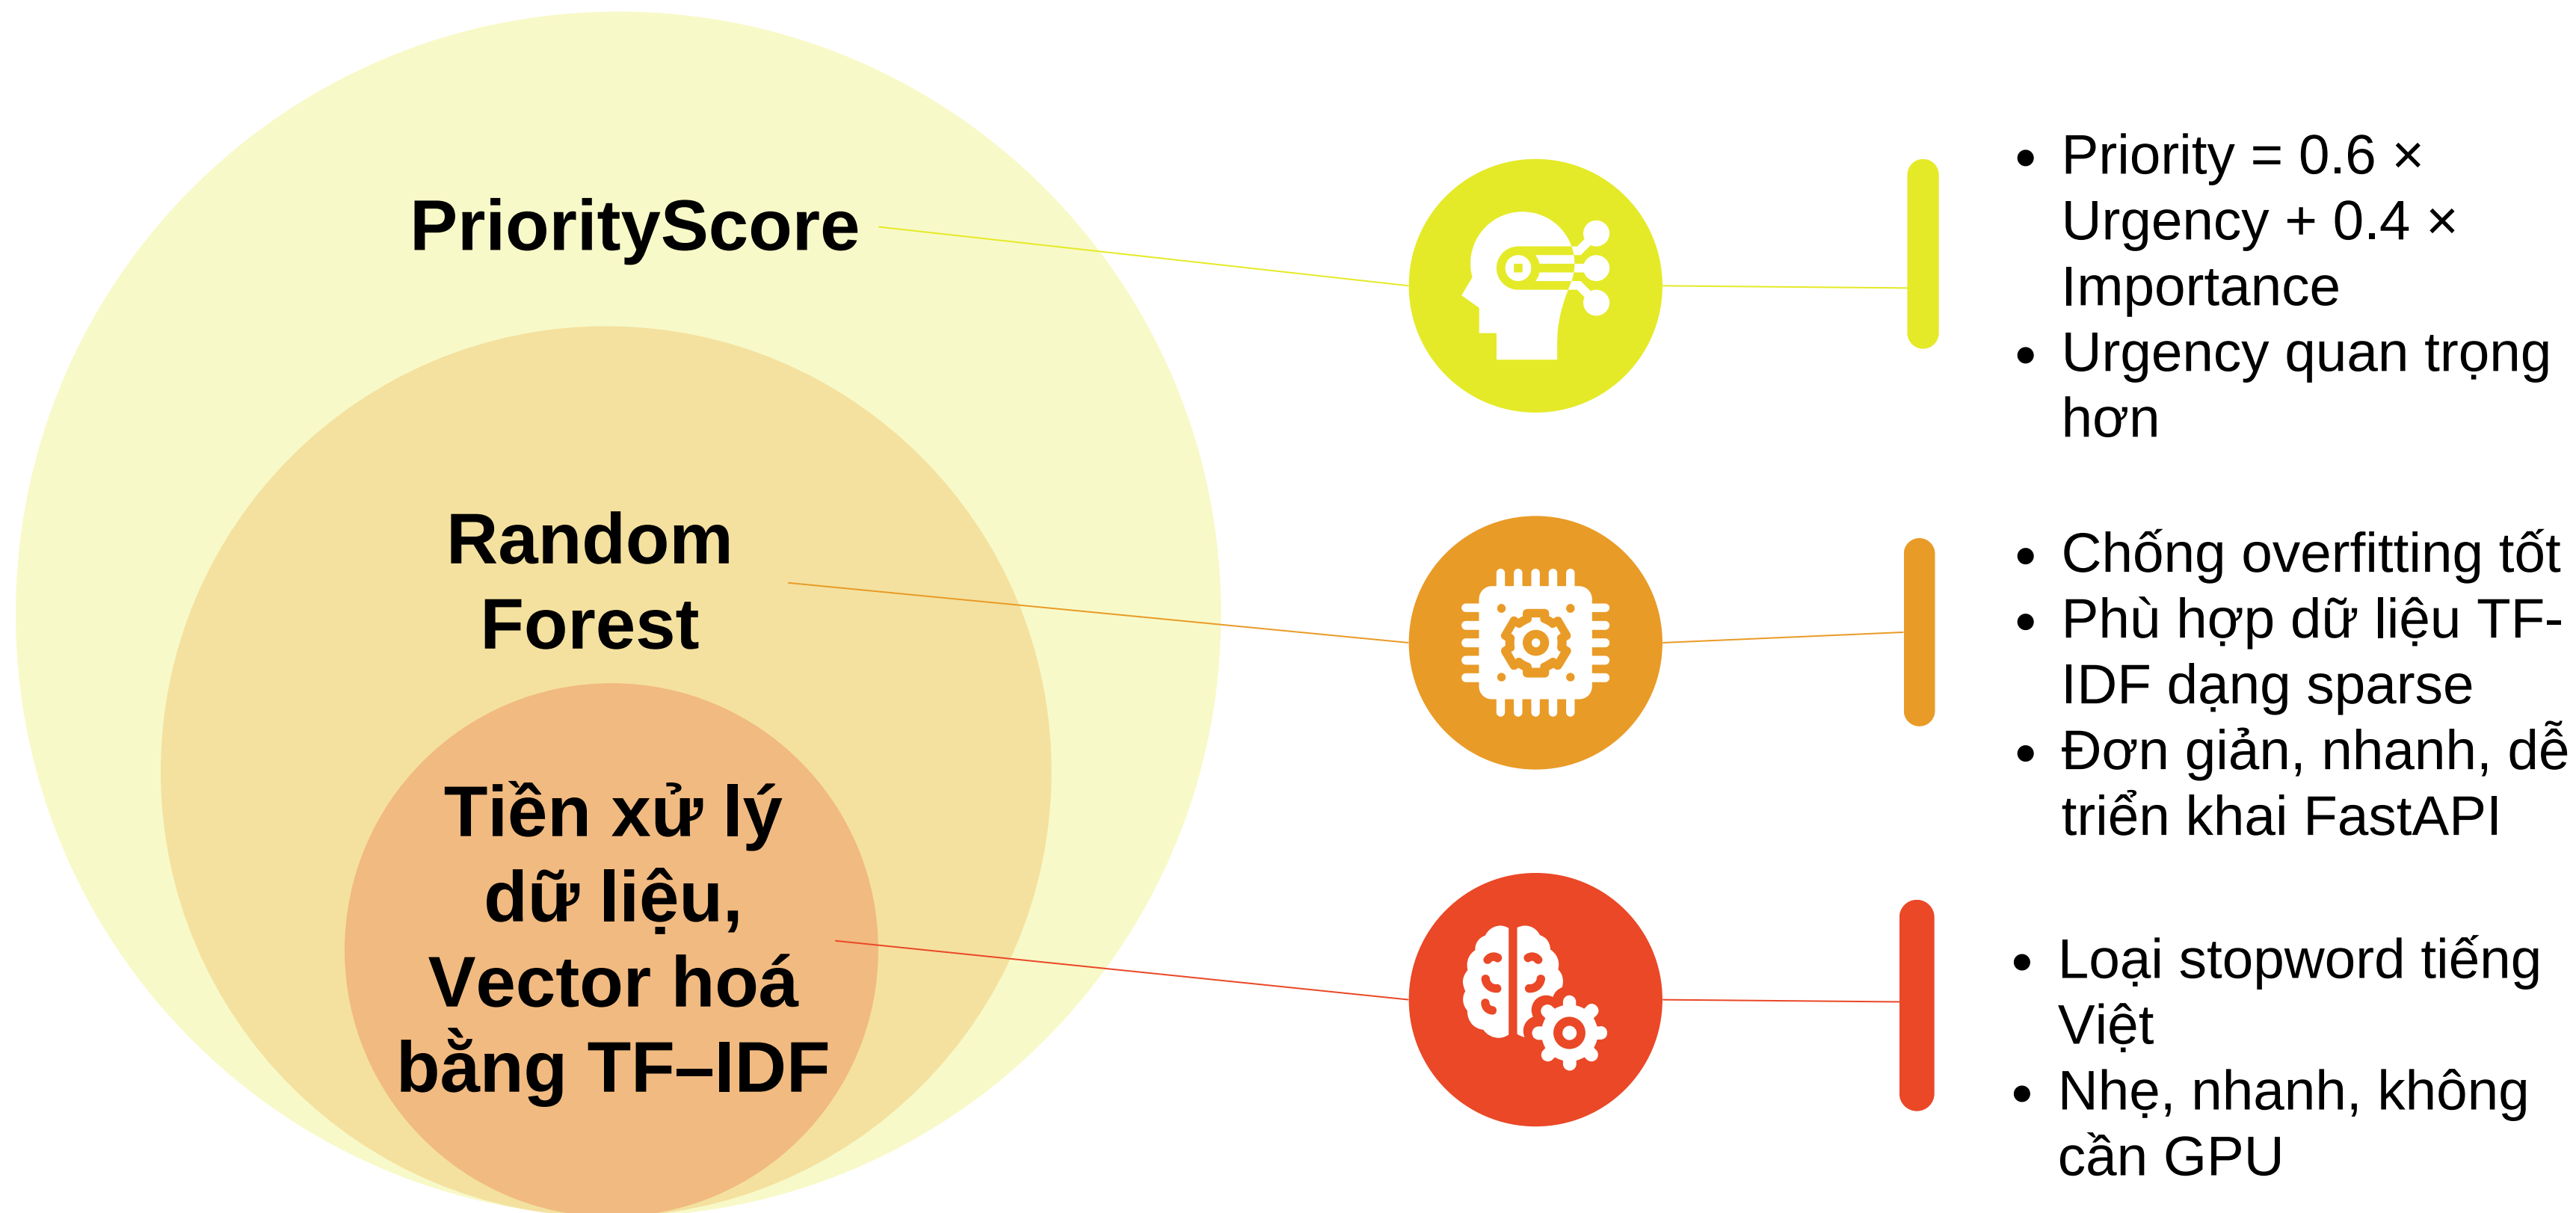 PriorityScore
Random
Forest
Tiền xử lý
dữ liệu,
Vector hoá
bằng TF–IDF
• Priority = 0.6 ×
Urgency + 0.4 ×
Importance
• Urgency quan trọng
hơn
• Chống overfitting tốt
• Phù hợp dữ liệu TF-
IDF dạng sparse
• Đơn giản, nhanh, dễ
triển khai FastAPI
• Loại stopword tiếng
Việt
• Nhẹ, nhanh, không
cần GPU